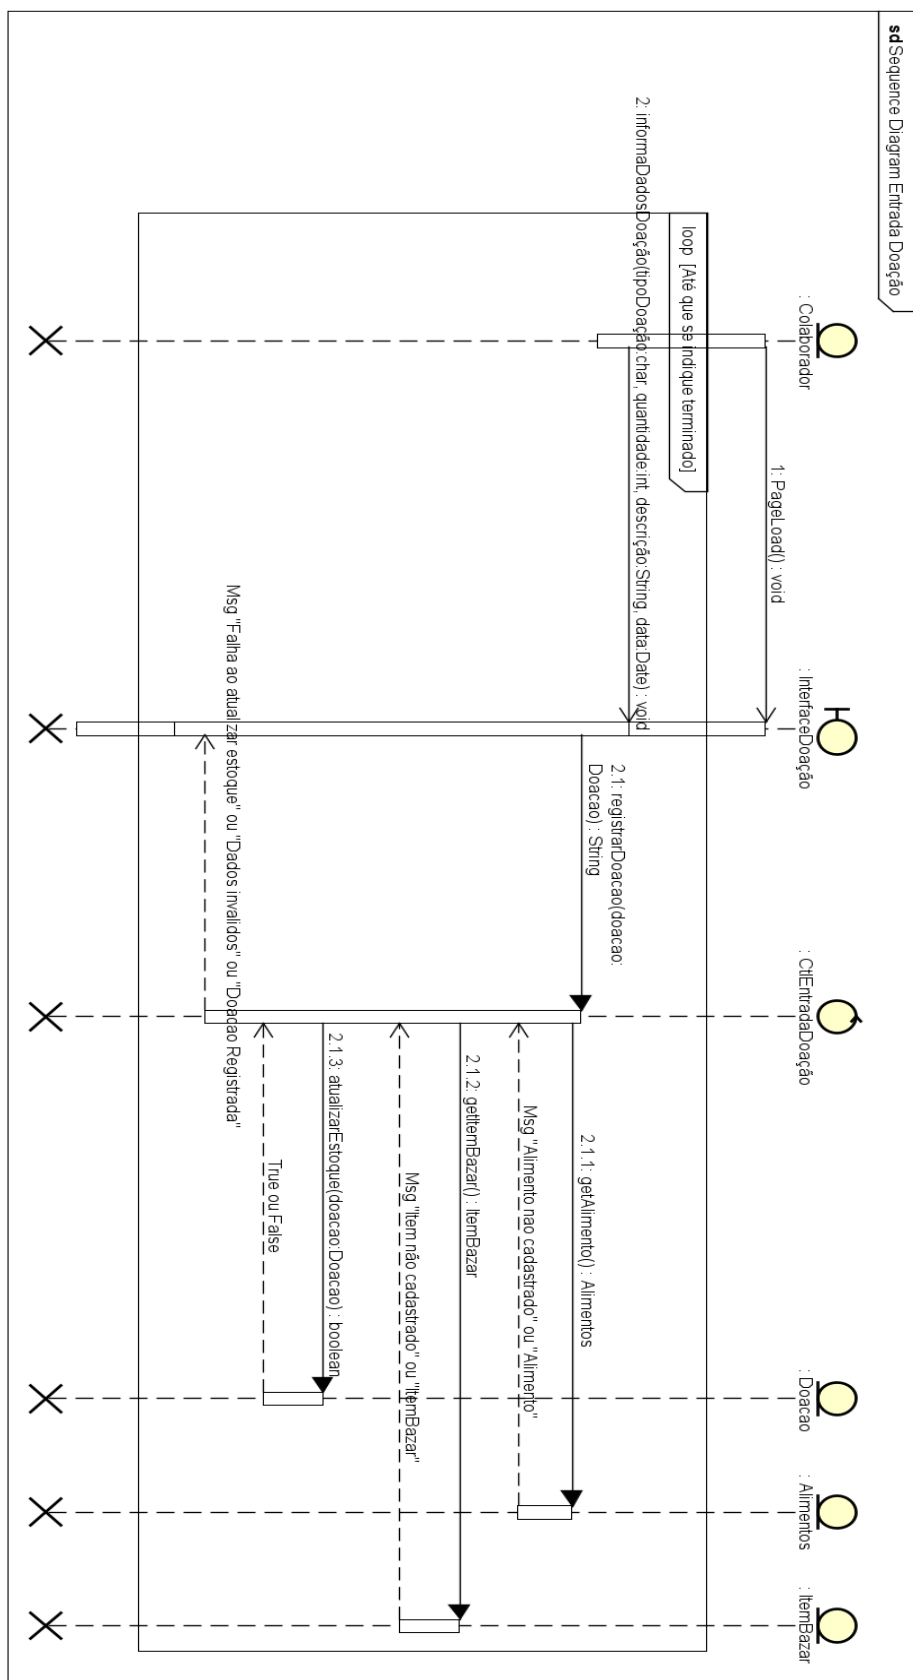 sd Sequence Diagram Entrada Doação
: Colaborador
: InterfaceDoação
: CtlEntradaDoação
: Doacao
: Alimentos
: ItemBazar
1: PageLoad() : void
loop [Até que se indique terminado]
2: informaDadosDoação(tipoDoação:char, quantidade:int, descrição:String, data:Date) : void
2.1: registrarDoacao(doacao:
Doacao) : String
2.1.1: getAlimento() : Alimentos
Msg "Alimento nao cadastrado" ou "Alimento"
2.1.2: getItemBazar() : ItemBazar
Msg "Item não cadastrado" ou "ItemBazar"
2.1.3: atualizarEstoque(doacao:Doacao) : boolean
True ou False
Msg "Falha ao atualizar estoque" ou "Dados invalidos" ou "Doacao Registrada"